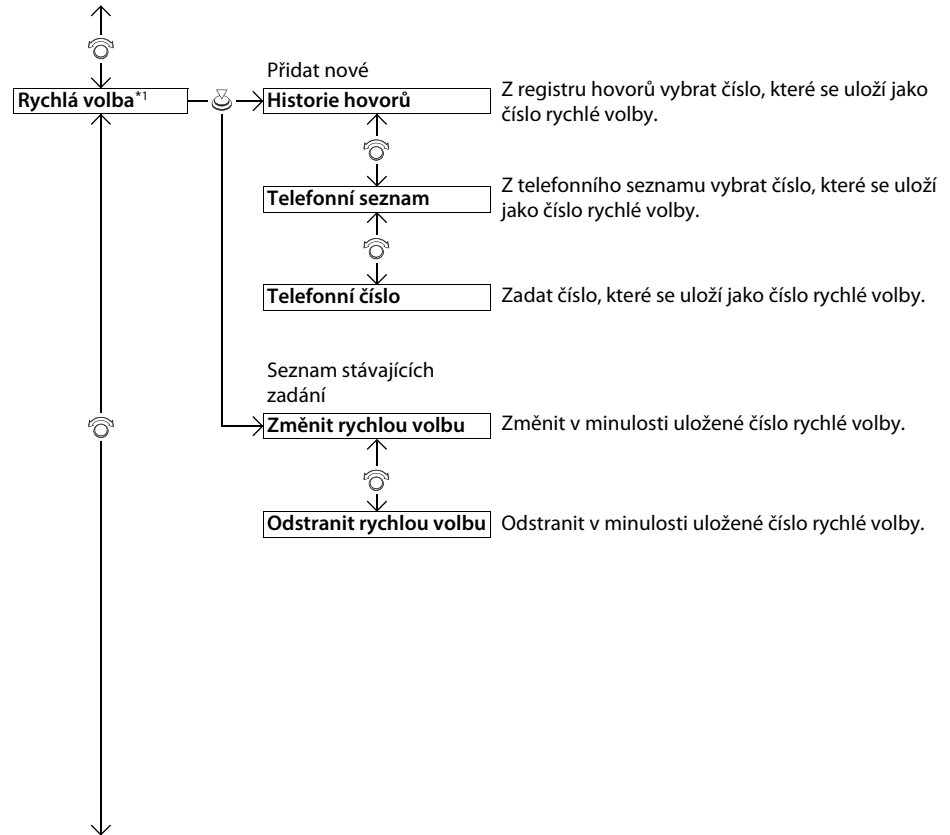 Rychlá volba*1
Přidat nové
Historie hovorů
Z registru hovorů vybrat číslo, které se uloží jako
číslo rychlé volby.
Telefonní seznam
Z telefonního seznamu vybrat číslo, které se uloží
jako číslo rychlé volby.
Telefonní číslo
Zadat číslo, které se uloží jako číslo rychlé volby.
Seznam stávajících
zadání
Změnit rychlou volbu
Změnit v minulosti uložené číslo rychlé volby.
Odstranit rychlou volbu
Odstranit v minulosti uložené číslo rychlé volby.